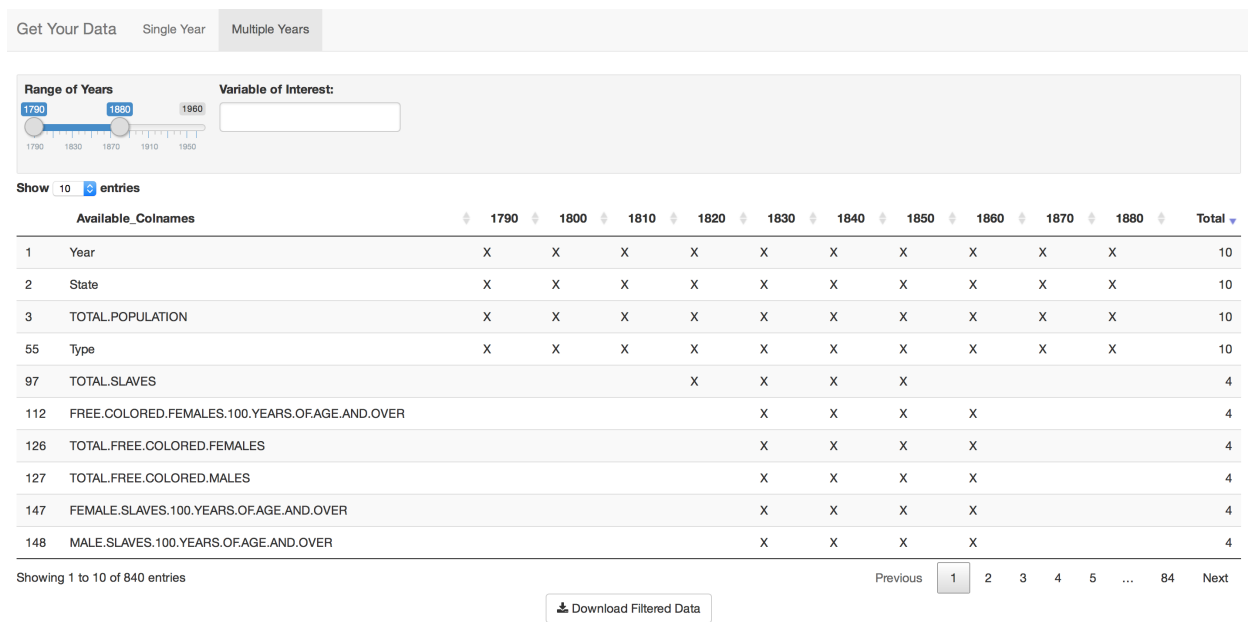 Get Your Data Single Year Multiple Years
Range of Years Variable of Interest:
1790 1880 1960
1790 1830 1870 1910 1950
Show 10 entries
Available_Colnames 1790 1800 1810 1820 1830 1840 1850 1860 1870 1880 Total
1 Year X X X X X X X X X X 10
2 State X X X X X X X X X X 10
3 TOTAL.POPULATION X X X X X X X X X X 10
55 Type X X X X X X X X X X 10
97 TOTAL.SLAVES X X X X 4
112 FREE.COLORED.FEMALES.100.YEARS.OF.AGE.AND.OVER X X X X 4
126 TOTAL.FREE.COLORED.FEMALES X X X X 4
127 TOTAL.FREE.COLORED.MALES X X X X 4
147 FEMALE.SLAVES.100.YEARS.OF.AGE.AND.OVER X X X X 4
148 MALE.SLAVES.100.YEARS.OF.AGE.AND.OVER X X X X 4
Showing 1 to 10 of 840 entries Previous 1 2 3 4 5 … 84 Next
Download Filtered Data